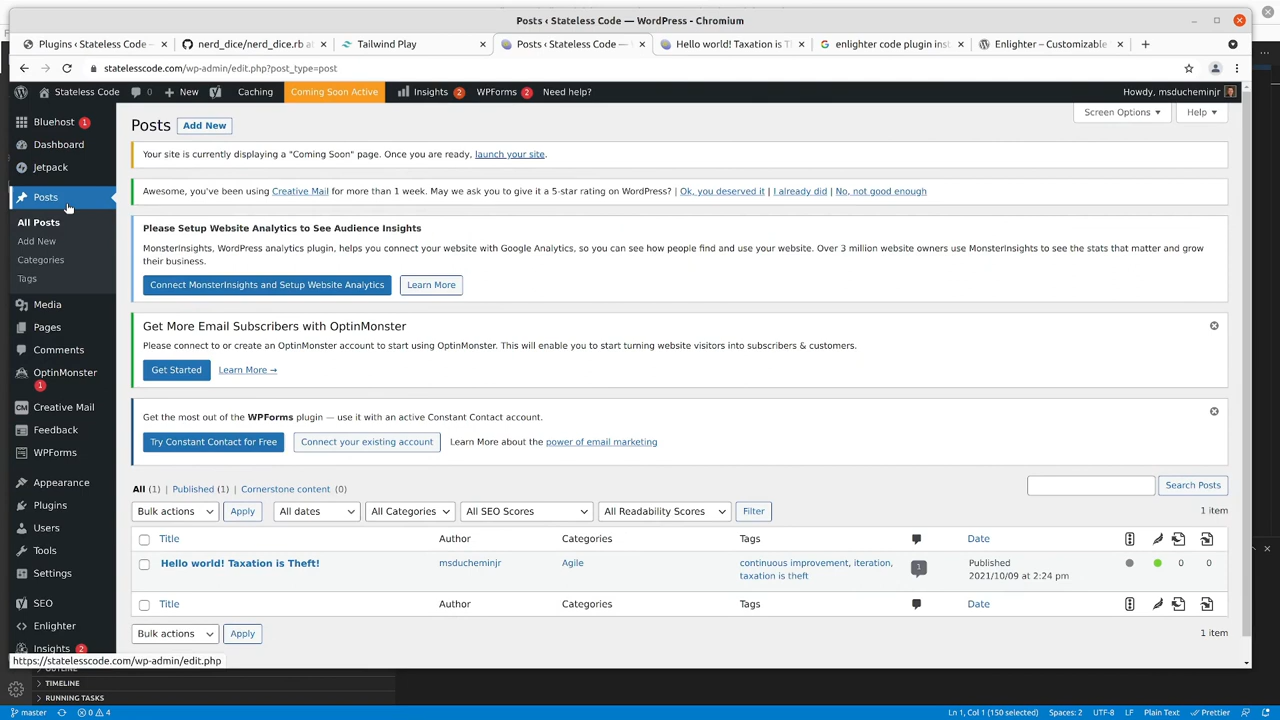 Posts ‹ Stateless Code — WordPress - Chromium
Plugins ‹ Stateless Code —
nerd_dice/nerd_dice.rb at
Tailwind Play
Posts ‹ Stateless Code —
Hello world! Taxation is T
enlighter code plugin inst
Enlighter – Customizable
statelesscode.com/wp-admin/edit.php?post_type=post
Stateless Code
0
New
Caching
Coming Soon Active
Insights 2
WPForms 2
Need help?
Howdy, msducheminjr
Bluehost 1
Dashboard
Jetpack
Posts
All Posts
Add New
Categories
Tags
Media
Pages
Comments
OptinMonster
1
CM Creative Mail
Feedback
WPForms
Appearance
Plugins
Users
Tools
Settings
SEO
Enlighter
Insights 2
Posts Add New
Screen Options
Help
Your site is currently displaying a "Coming Soon" page. Once you are ready, launch your site.
Awesome, you've been using Creative Mail for more than 1 week. May we ask you to give it a 5-star rating on WordPress? | Ok, you deserved it | I already did | No, not good enough
Please Setup Website Analytics to See Audience Insights
MonsterInsights, WordPress analytics plugin, helps you connect your website with Google Analytics, so you can see how people find and use your website. Over 3 million website owners use MonsterInsights to see the stats that matter and grow
their business.
Connect MonsterInsights and Setup Website Analytics
Learn More
Get More Email Subscribers with OptinMonster
Please connect to or create an OptinMonster account to start using OptinMonster. This will enable you to start turning website visitors into subscribers & customers.
Get Started
Learn More →
Get the most out of the WPForms plugin — use it with an active Constant Contact account.
Try Constant Contact for Free
Connect your existing account
Learn More about the power of email marketing
All (1) | Published (1) | Cornerstone content (0)
Search Posts
Bulk actions
Apply
All dates
All Categories
All SEO Scores
All Readability Scores
Filter
1 item
Title Author Categories Tags Date
Hello world! Taxation is Theft!
msducheminjr
Agile
continuous improvement, iteration,
taxation is theft
1
Published
2021/10/09 at 2:24 pm
0 0
Title Author Categories Tags Date
Bulk actions
Apply
1 item
https://statelesscode.com/wp-admin/edit.php
OUTLINE
TIMELINE
RUNNING TASKS
master
0 4
Ln 1, Col 1 (150 selected)
Spaces: 2
UTF-8
LF
Plain Text
Prettier